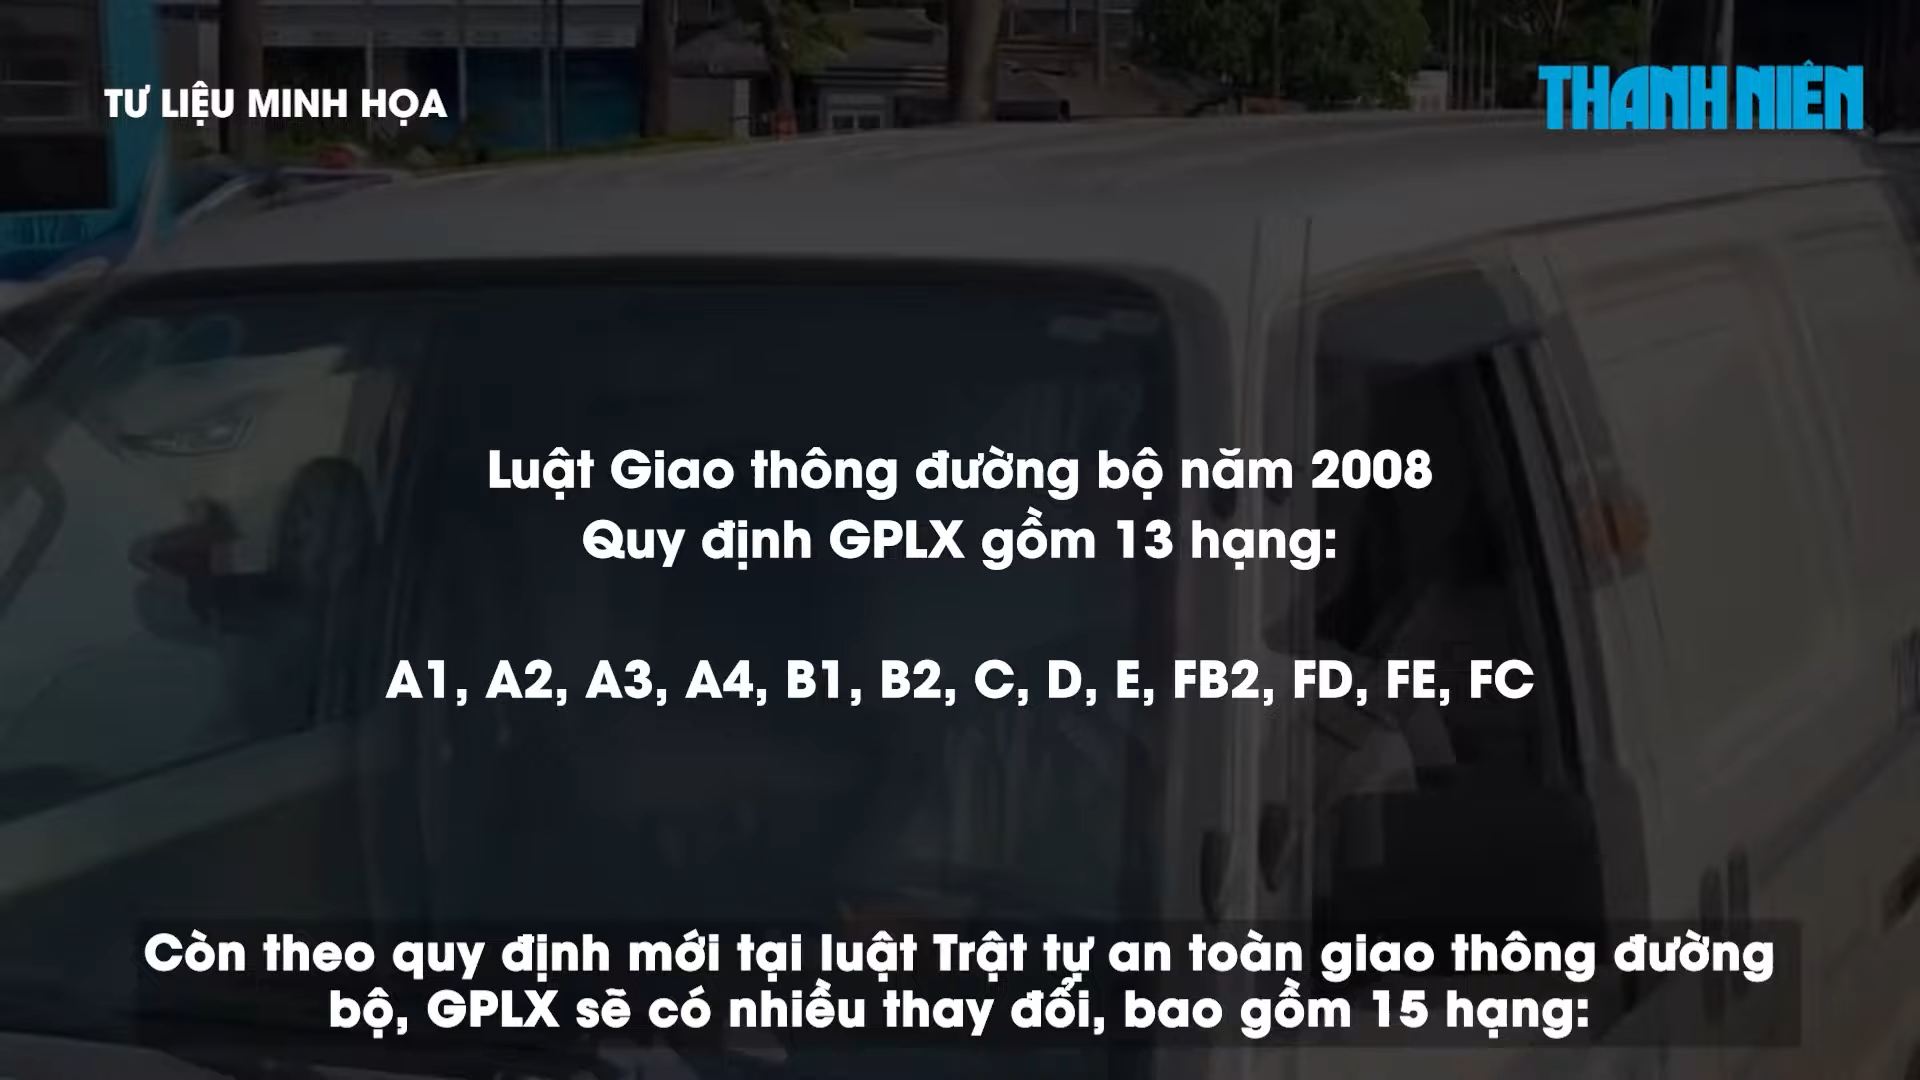 TƯ LIỆU MINH HỌA
THANH NIÊN
Luật Giao thông đường bộ năm 2008
Quy định GPLX gồm 13 hạng:
A1, A2, A3, A4, B1, B2, C, D, E, FB2, FD, FE, FC
Còn theo quy định mới tại luật Trật tự an toàn giao thông đường
bộ, GPLX sẽ có nhiều thay đổi, bao gồm 15 hạng: